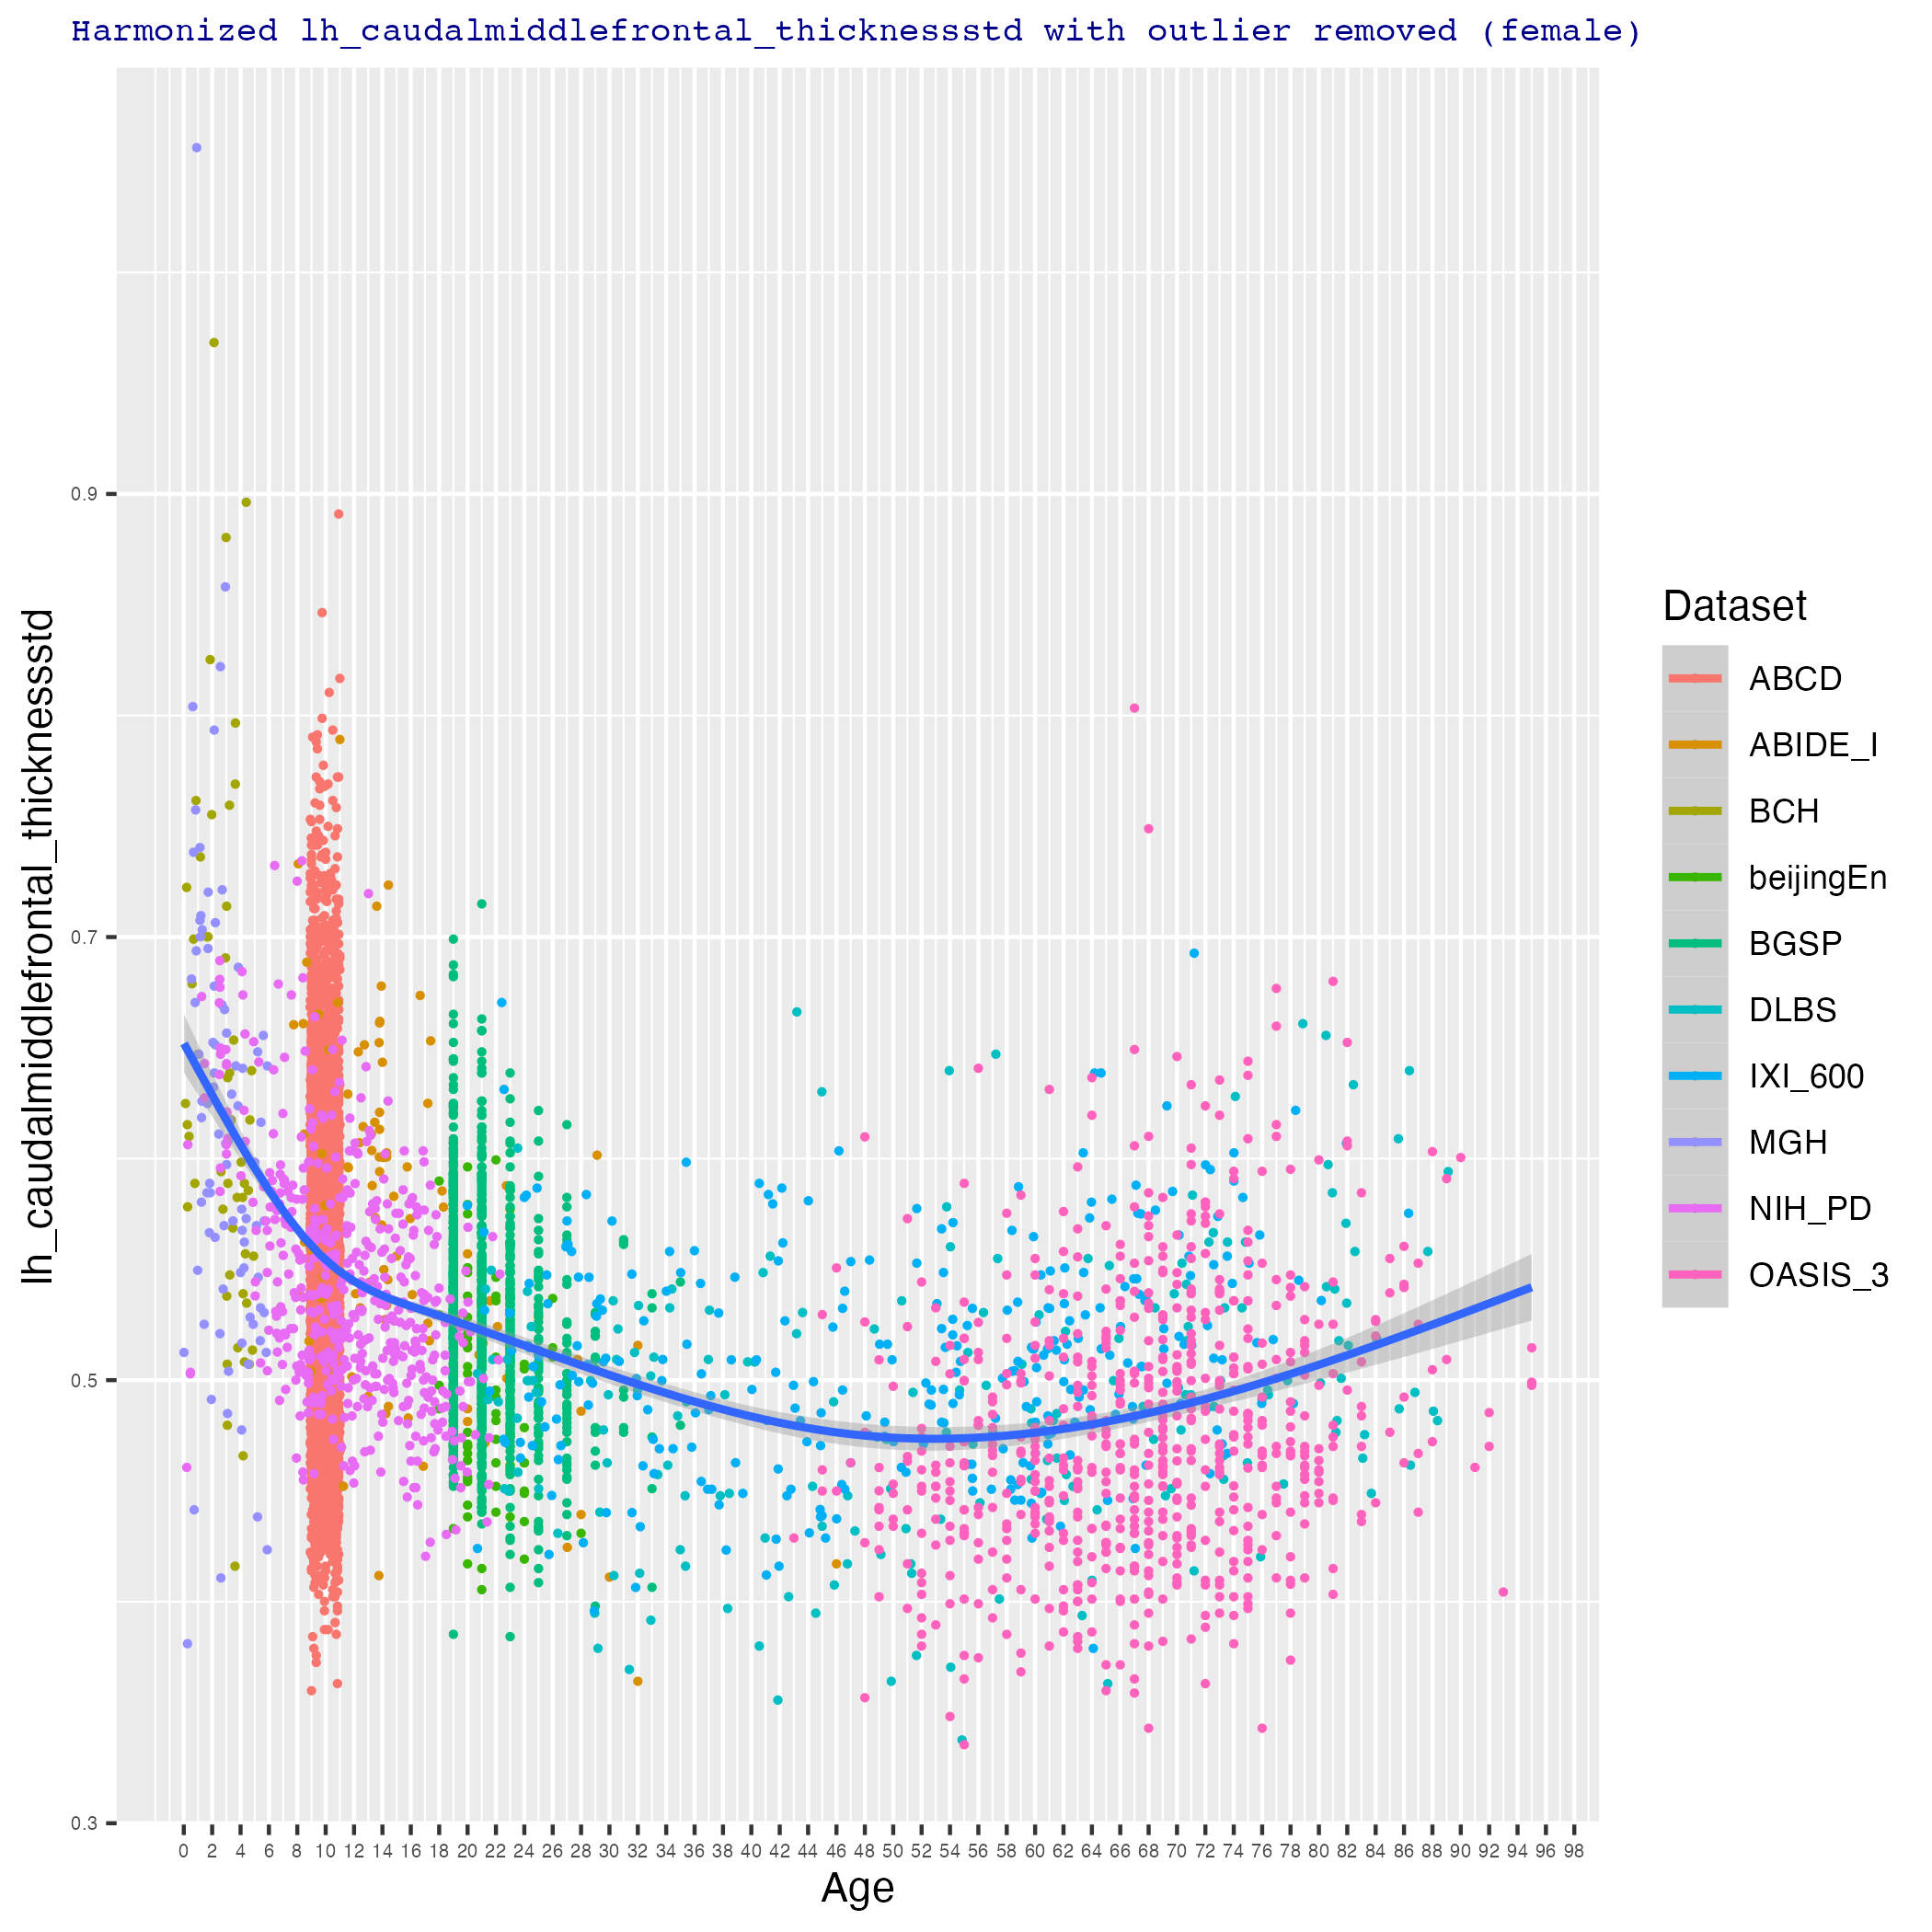 Harmonized lh_caudalmiddlefrontal_thicknessstd with outlier removed (female)
lh_caudalmiddlefrontal_thicknessstd
0.9
0.7
0.5
0.3
0 2 4 6 8 10 12 14 16 18 20 22 24 26 28 30 32 34 36 38 40 42 44 46 48 50 52 54 56 58 60 62 64 66 68 70 72 74 76 78 80 82 84 86 88 90 92 94 96 98
Age
Dataset
ABCD
ABIDE_I
BCH
beijingEn
BGSP
DLBS
IXI_600
MGH
NIH_PD
OASIS_3